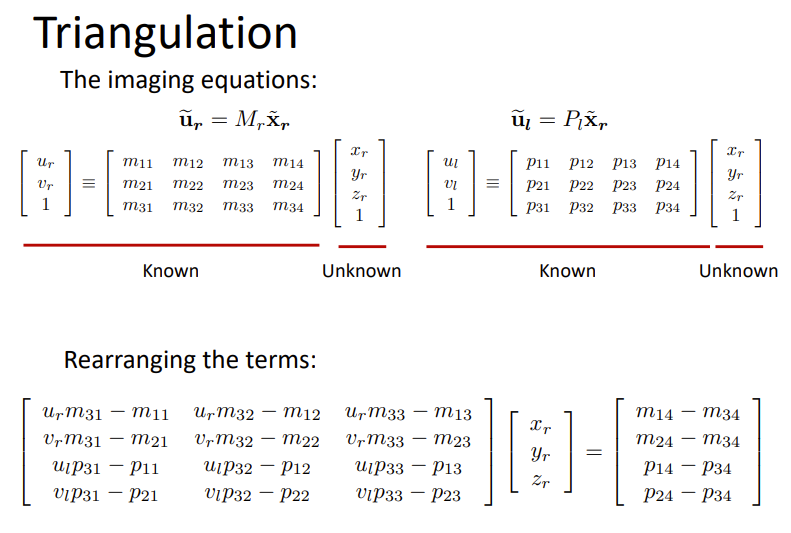 Triangulation
The imaging equations:
$\tilde{\mathbf{u}}_{\boldsymbol{r}} = M_r \tilde{\mathbf{x}}_{\boldsymbol{r}}$ $\tilde{\mathbf{u}}_{\boldsymbol{l}} = P_l \tilde{\mathbf{x}}_{\boldsymbol{r}}$
$\begin{bmatrix} u_r \\ v_r \\ 1 \end{bmatrix} \equiv \begin{bmatrix} m_{11} & m_{12} & m_{13} & m_{14} \\ m_{21} & m_{22} & m_{23} & m_{24} \\ m_{31} & m_{32} & m_{33} & m_{34} \end{bmatrix} \begin{bmatrix} x_r \\ y_r \\ z_r \\ 1 \end{bmatrix}$ $\begin{bmatrix} u_l \\ v_l \\ 1 \end{bmatrix} \equiv \begin{bmatrix} p_{11} & p_{12} & p_{13} & p_{14} \\ p_{21} & p_{22} & p_{23} & p_{24} \\ p_{31} & p_{32} & p_{33} & p_{34} \end{bmatrix} \begin{bmatrix} x_r \\ y_r \\ z_r \\ 1 \end{bmatrix}$
Known Unknown Known Unknown
Rearranging the terms:
$\begin{bmatrix} u_r m_{31} - m_{11} & u_r m_{32} - m_{12} & u_r m_{33} - m_{13} \\ v_r m_{31} - m_{21} & v_r m_{32} - m_{22} & v_r m_{33} - m_{23} \\ u_l p_{31} - p_{11} & u_l p_{32} - p_{12} & u_l p_{33} - p_{13} \\ v_l p_{31} - p_{21} & v_l p_{32} - p_{22} & v_l p_{33} - p_{23} \end{bmatrix} \begin{bmatrix} x_r \\ y_r \\ z_r \end{bmatrix} = \begin{bmatrix} m_{14} - m_{34} \\ m_{24} - m_{34} \\ p_{14} - p_{34} \\ p_{24} - p_{34} \end{bmatrix}$